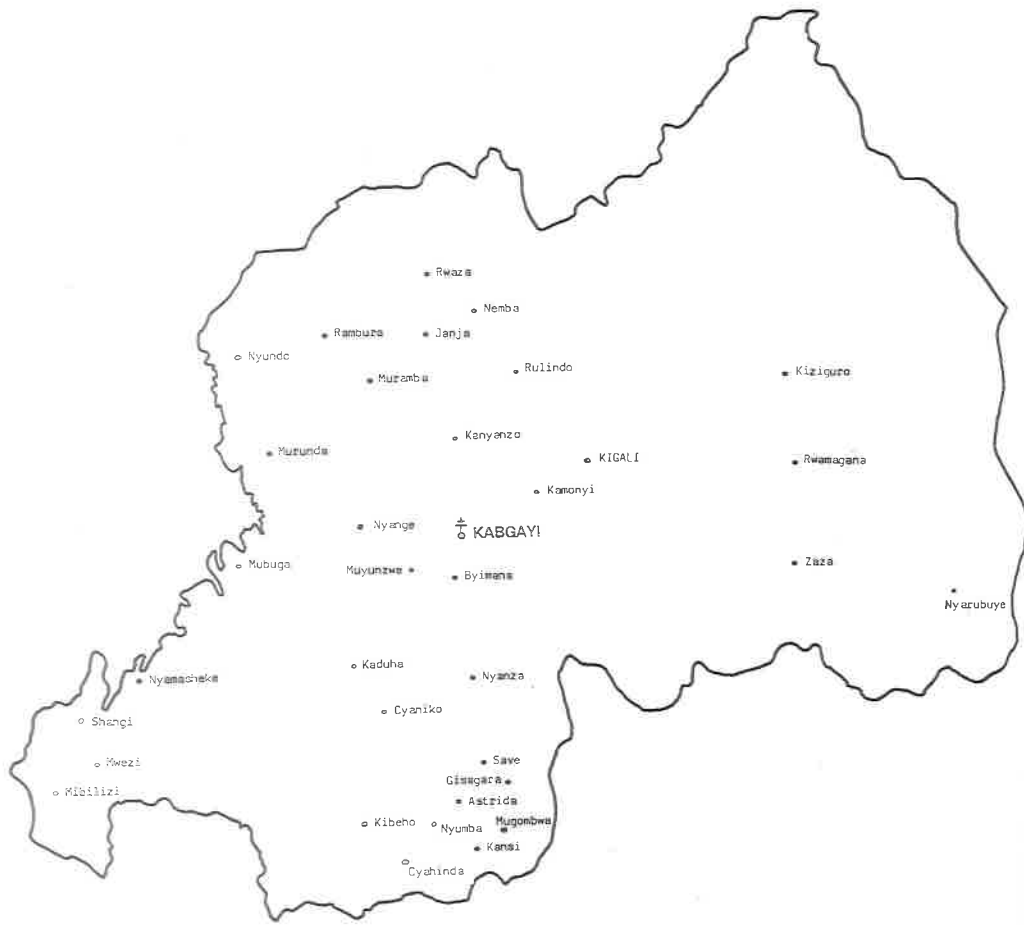 Rwaza
Nemba
Rambura
Janja
Nyundo
Rulindo
Muramba
Kiziguro
Kanyanzo
Murunda
KIGALI
Rwamagana
Kamonyi
Nyange
KABGAYI
Mubuga
Muyunzwe
Byimana
Zaza
Nyarubuye
Kaduha
Nyamasheke
Nyanza
Cyaniko
Shangi
Save
Mwezi
Gisagara
Mibilizi
Astrida
Kibeho
Nyumba
Mugombwa
Kansi
Cyahinda